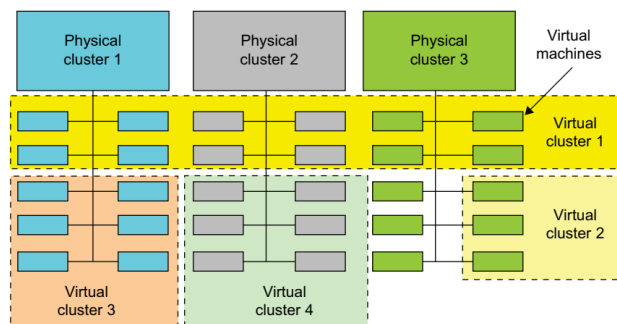 Physical
cluster 1
Physical
cluster 2
Physical
cluster 3
Virtual
machines
Virtual
cluster 1
Virtual
cluster 2
Virtual
cluster 3
Virtual
cluster 4